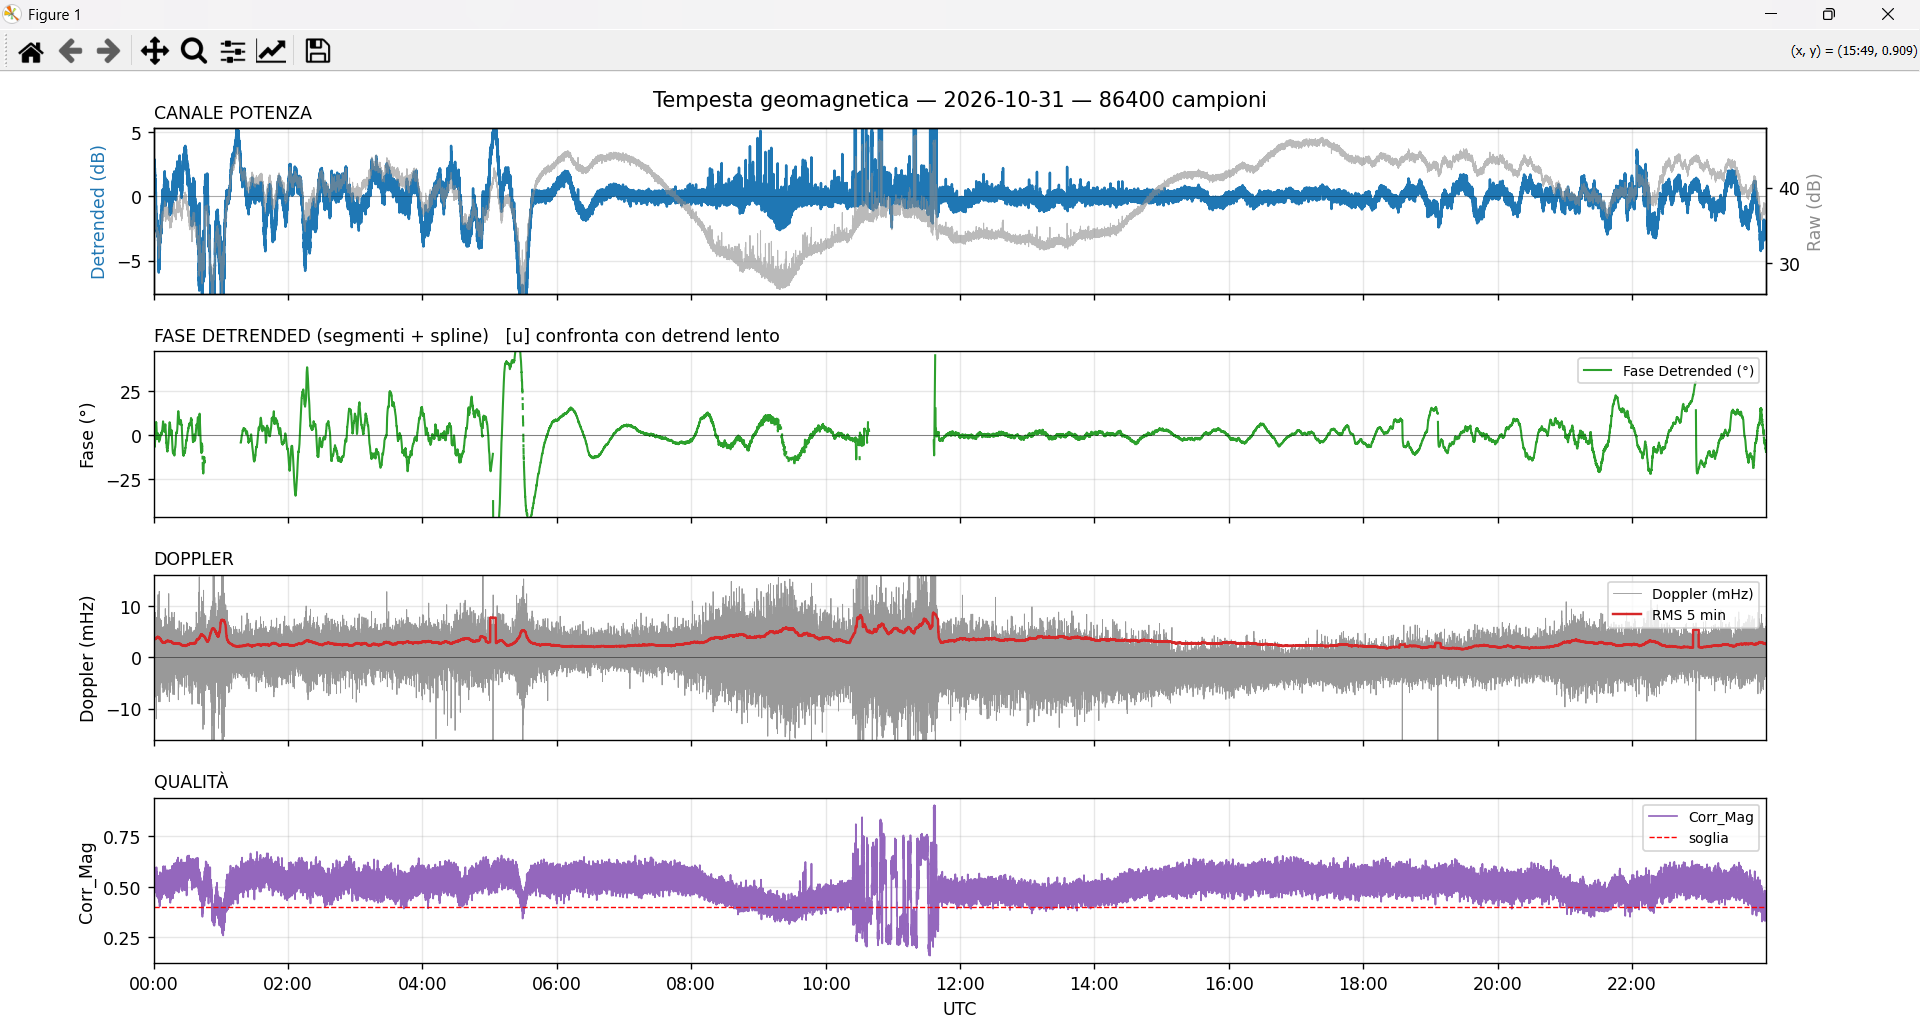 Figure 1
(x, y) = (15:49, 0.909)
Tempesta geomagnetica — 2026-10-31 — 86400 campioni
CANALE POTENZA
Detrended (dB)
5
0
−5
40
30
Raw (dB)
FASE DETRENDED (segmenti + spline) [u] confronta con detrend lento
Fase (°)
25
0
−25
Fase Detrended (°)
DOPPLER
Doppler (mHz)
10
0
−10
Doppler (mHz)
RMS 5 min
QUALITÀ
Corr_Mag
0.75
0.50
0.25
Corr_Mag
soglia
00:00 02:00 04:00 06:00 08:00 10:00 12:00 14:00 16:00 18:00 20:00 22:00
UTC